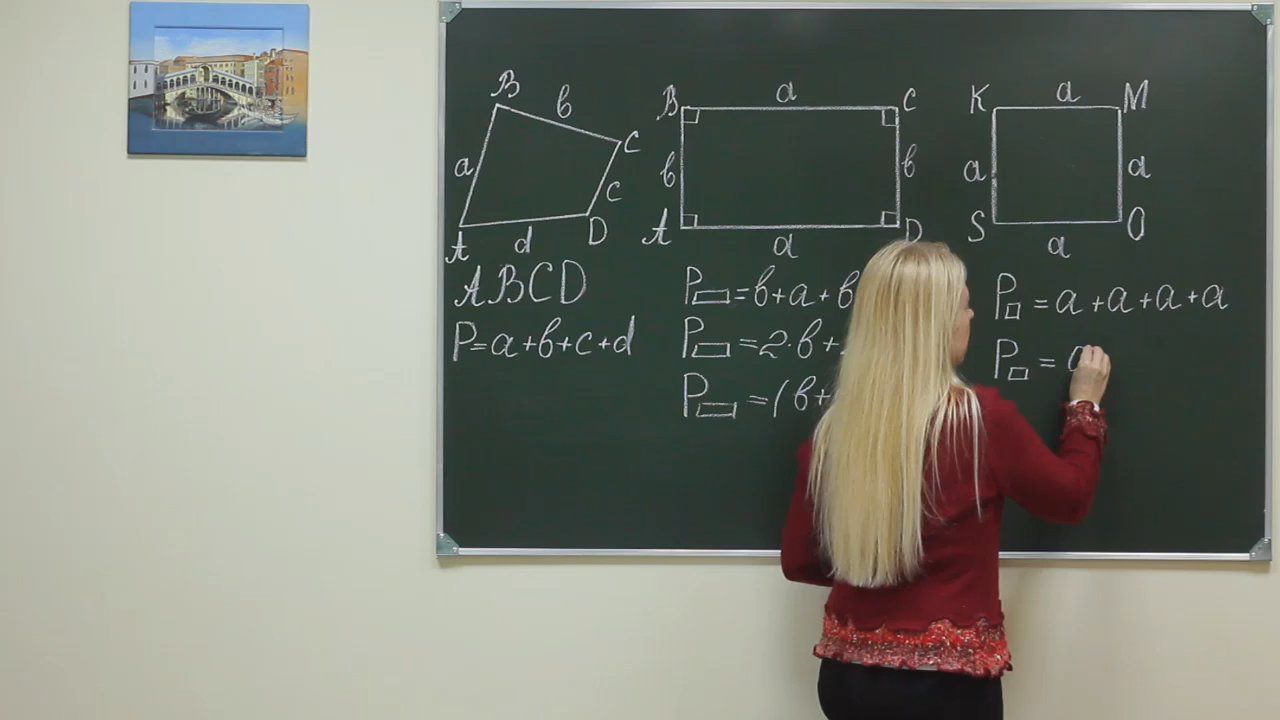 B
b
a
C
c
A
d
D
ABCD
P=a+b+c+d
B
a
C
b
b
A
a
D
P▭=b+a+b
P▭=2·b+
P▭=(b+
K
a
M
a
a
S
a
O
P□=a+a+a+a
P□=